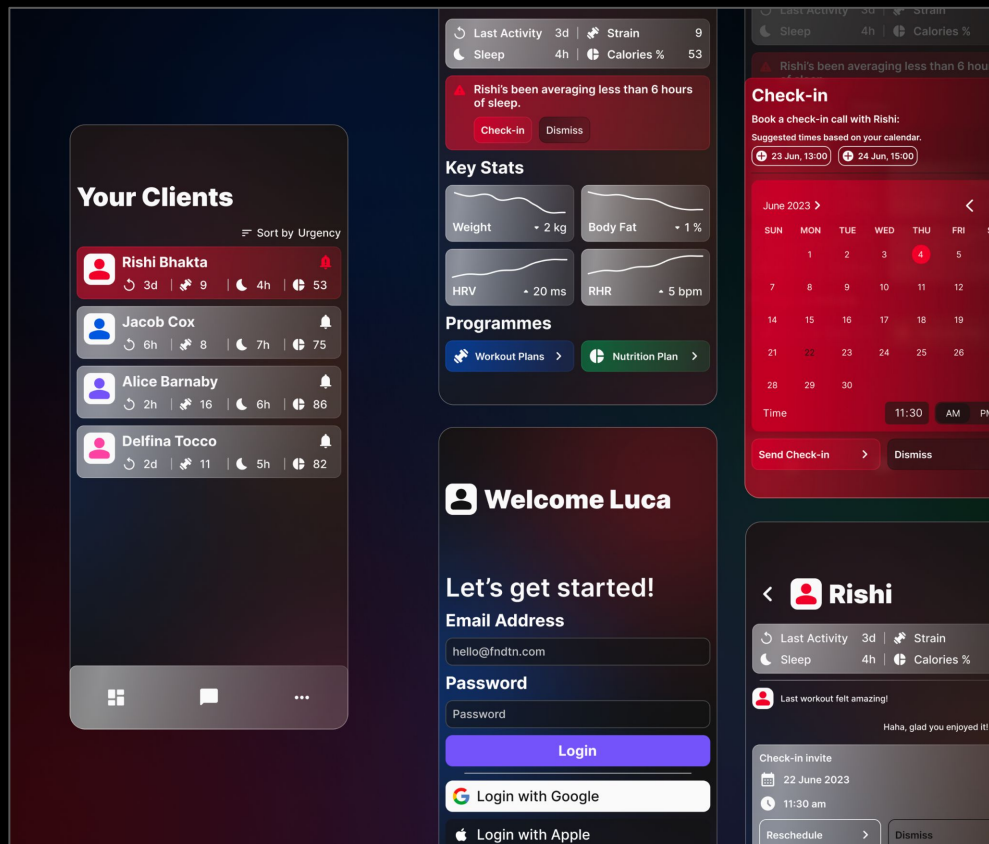 Your Clients
Sort by Urgency
Rishi Bhakta
3d | 9 | 4h | 53
Jacob Cox
6h | 8 | 7h | 75
Alice Barnaby
2h | 16 | 6h | 86
Delfina Tocco
2d | 11 | 5h | 82
Last Activity 3d | Strain 9
Sleep 4h | Calories % 53
Rishi's been averaging less than 6 hours
of sleep.
Check-in Dismiss
Key Stats
Weight 2 kg
Body Fat 1 %
HRV 20 ms
RHR 5 bpm
Programmes
Workout Plans
Nutrition Plan
Welcome Luca
Let's get started!
Email Address
hello@fndtn.com
Password
Password
Login
Login with Google
Login with Apple
Last Activity 3d | Strain
Sleep 4h | Calories %
Rishi's been averaging less than 6
Check-in
Book a check-in call with Rishi:
Suggested times based on your calendar.
23 Jun, 13:00 24 Jun, 15:00
June 2023
SUN MON TUE WED THU FRI
1 2 3 4 5
7 8 9 10 11 12
14 15 16 17 18 19
21 22 23 24 25 26
28 29 30
Time 11:30 AM
Send Check-in Dismiss
Rishi
Last Activity 3d | Strain
Sleep 4h | Calories %
Last workout felt amazing!
Haha, glad you enjoyed it!
Check-in invite
22 June 2023
11:30 am
Reschedule Dismiss